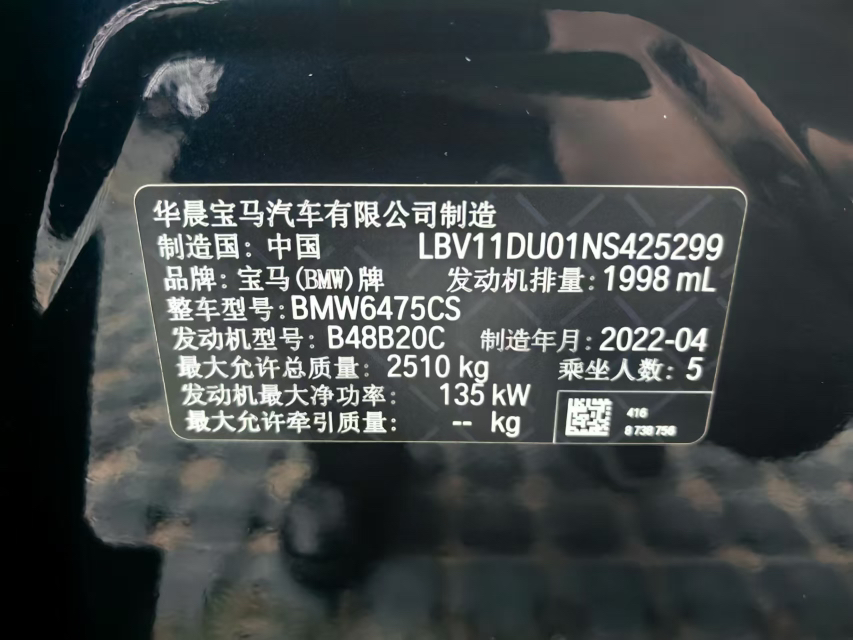 华晨宝马汽车有限公司制造
制造国: 中国 LBV11DU01NS425299
品牌: 宝马(BMW)牌 发动机排量: 1998 mL
整车型号: BMW6475CS
发动机型号: B48B20C 制造年月: 2022-04
最大允许总质量: 2510 kg 乘坐人数: 5
发动机最大净功率: 135 kW
最大允许牵引质量: -- kg
416
8 738 756